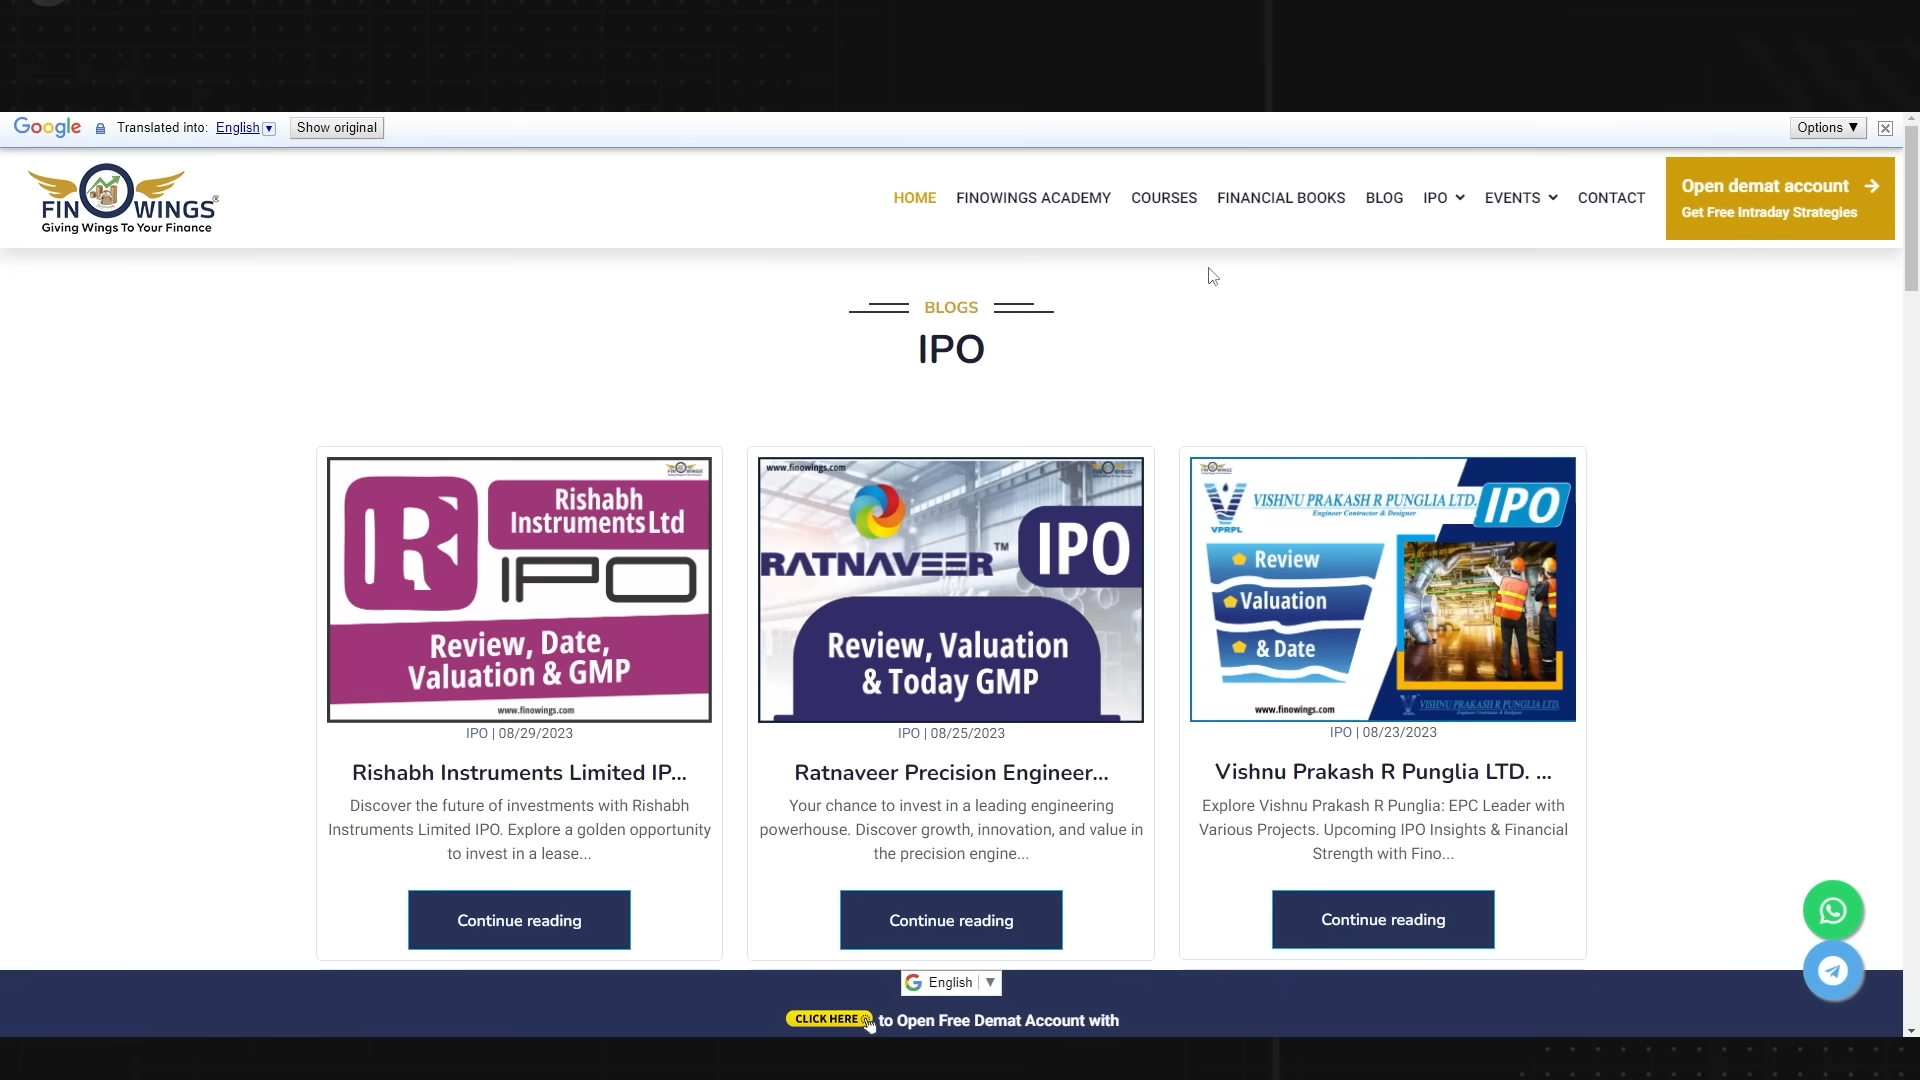 Google Translated into: English Show original Options ▼
FINOWINGS®
Giving Wings To Your Finance
HOME FINOWINGS ACADEMY COURSES FINANCIAL BOOKS BLOG IPO EVENTS CONTACT
Open demat account
Get Free Intraday Strategies
BLOGS
IPO
FINOWINGS
Rishabh
Instruments Ltd
R
IPO
Review, Date,
Valuation & GMP
www.finowings.com
IPO | 08/29/2023
Rishabh Instruments Limited IP...
Discover the future of investments with Rishabh
Instruments Limited IPO. Explore a golden opportunity
to invest in a lease...
Continue reading
www.finowings.com
RATNAVEER™
IPO
Review, Valuation
& Today GMP
IPO | 08/25/2023
Ratnaveer Precision Engineer...
Your chance to invest in a leading engineering
powerhouse. Discover growth, innovation, and value in
the precision engine...
Continue reading
VPRPL
VISHNU PRAKASH R PUNGLIA LTD.
Engineer Contractor & Designer
IPO
Review
Valuation
& Date
www.finowings.com
VISHNU PRAKASH R PUNGLIA LTD.
IPO | 08/23/2023
Vishnu Prakash R Punglia LTD. ...
Explore Vishnu Prakash R Punglia: EPC Leader with
Various Projects. Upcoming IPO Insights & Financial
Strength with Fino...
Continue reading
G English ▼
CLICK HERE to Open Free Demat Account with